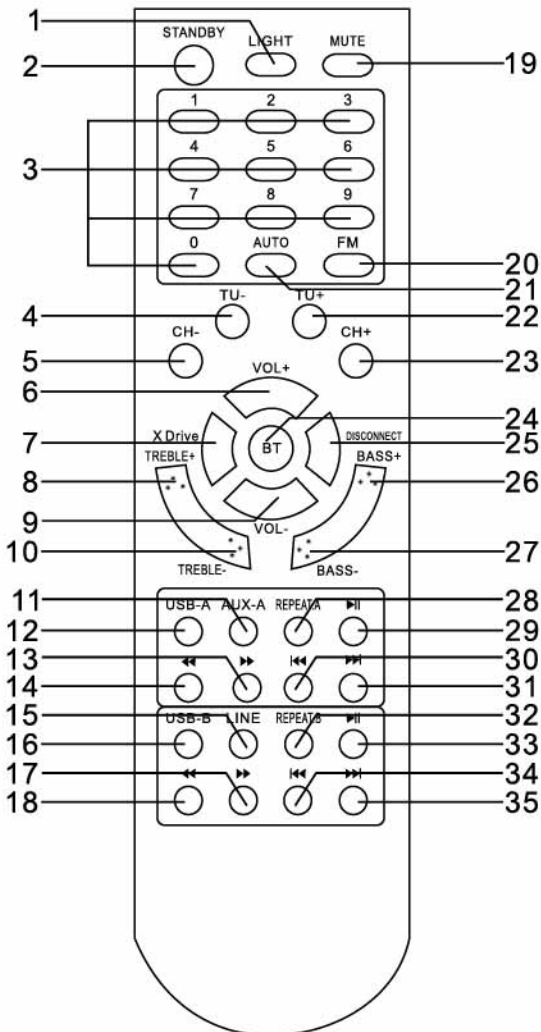 1 STANDBY LIGHT MUTE
2 19
1 2 3
3 4 5 6
7 8 9
0 AUTO FM 20
21
4 TU- TU+ 22
5 CH- CH+ 23
6 VOL+
24
7 X Drive BT DISCONNECT 25
8 TREBLE+ BASS+ 26
9 VOL-
10 27
TREBLE- BASS-
11 28
USB-A AUX-A REPEAT.A
12 29
13 30
14 31
15 32
USB-B LINE REPEAT.B
16 33
17 34
18 35